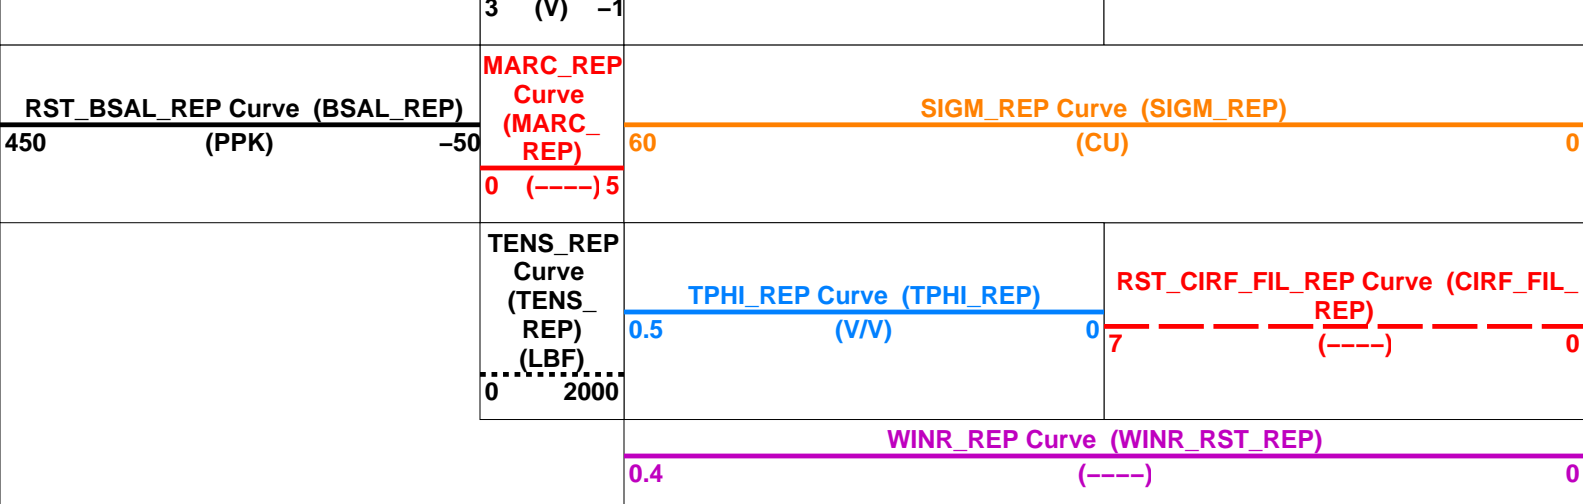 3 (V) −1
RST_BSAL_REP Curve (BSAL_REP)
450 (PPK) −50
MARC_REP
Curve
(MARC_
REP)
0 (−−−−) 5
SIGM_REP Curve (SIGM_REP)
60 (CU) 0
TENS_REP
Curve
(TENS_
REP)
(LBF)
0 2000
TPHI_REP Curve (TPHI_REP)
0.5 (V/V) 0
RST_CIRF_FIL_REP Curve (CIRF_FIL_
REP)
7 (−−−−) 0
WINR_REP Curve (WINR_RST_REP)
0.4 (−−−−) 0